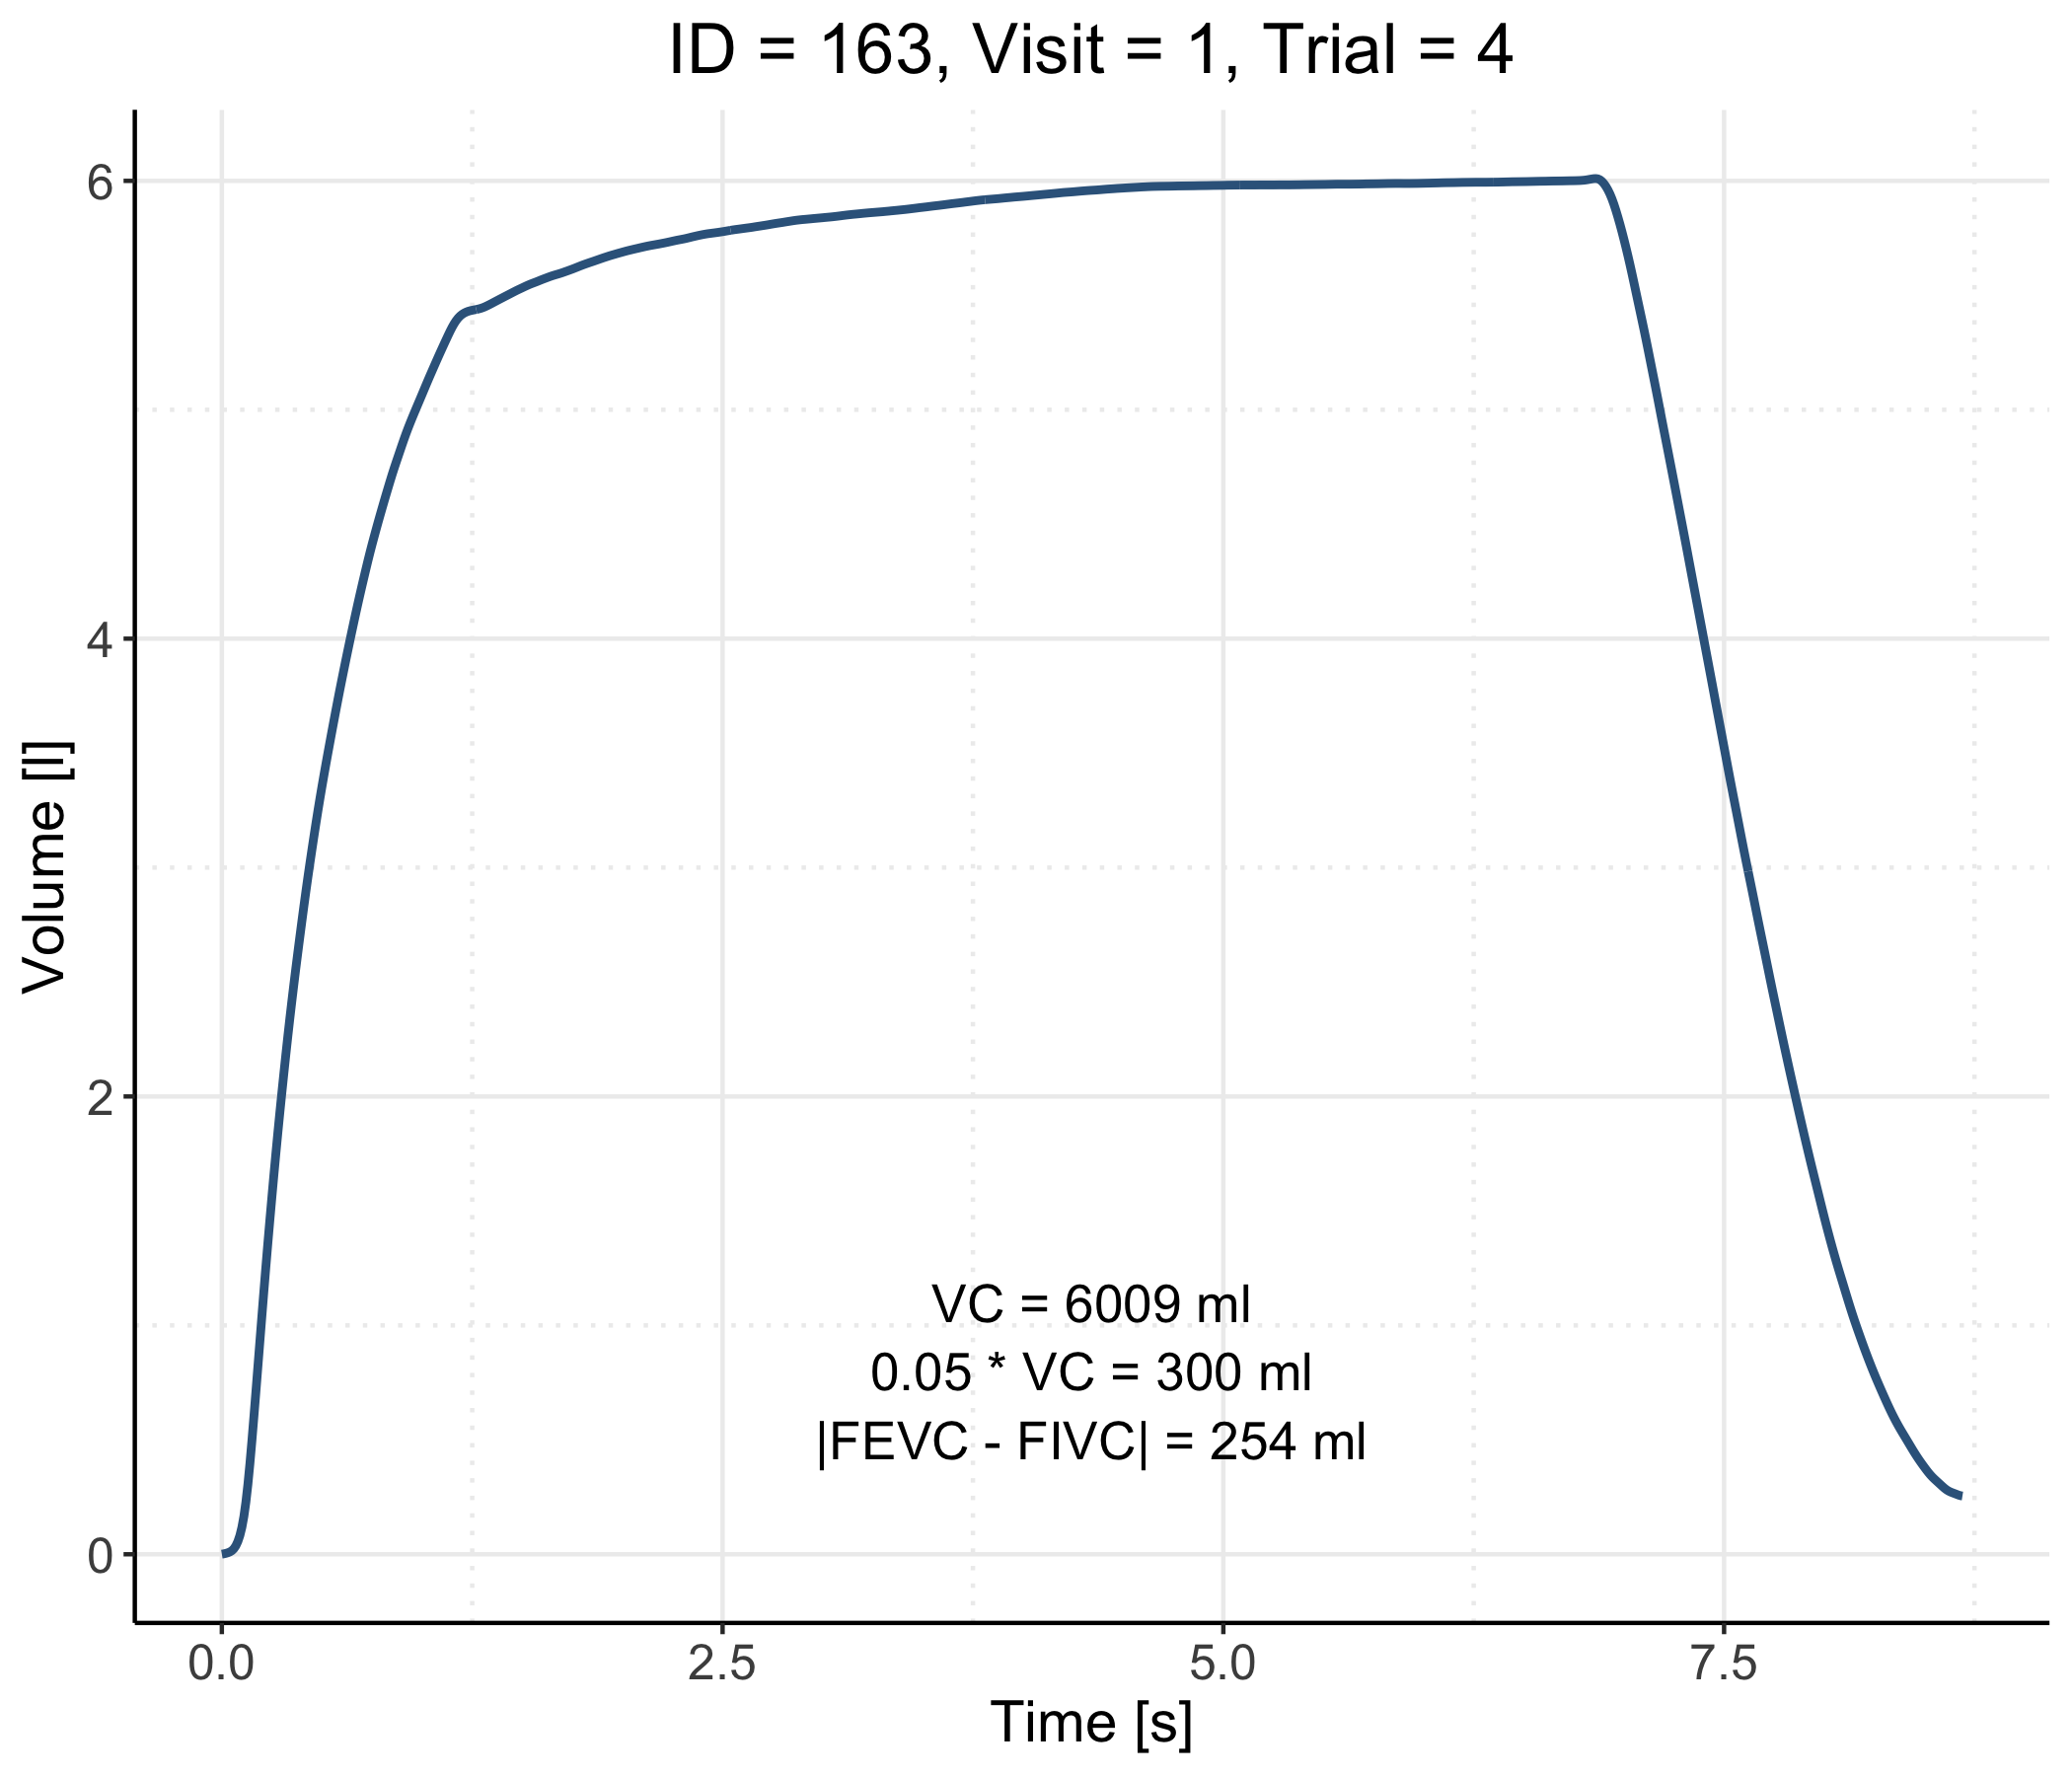 ID = 163, Visit = 1, Trial = 4
6
4
2
0
Volume [l]
VC = 6009 ml
0.05 * VC = 300 ml
|FEVC - FIVC| = 254 ml
0.0 2.5 5.0 7.5
Time [s]